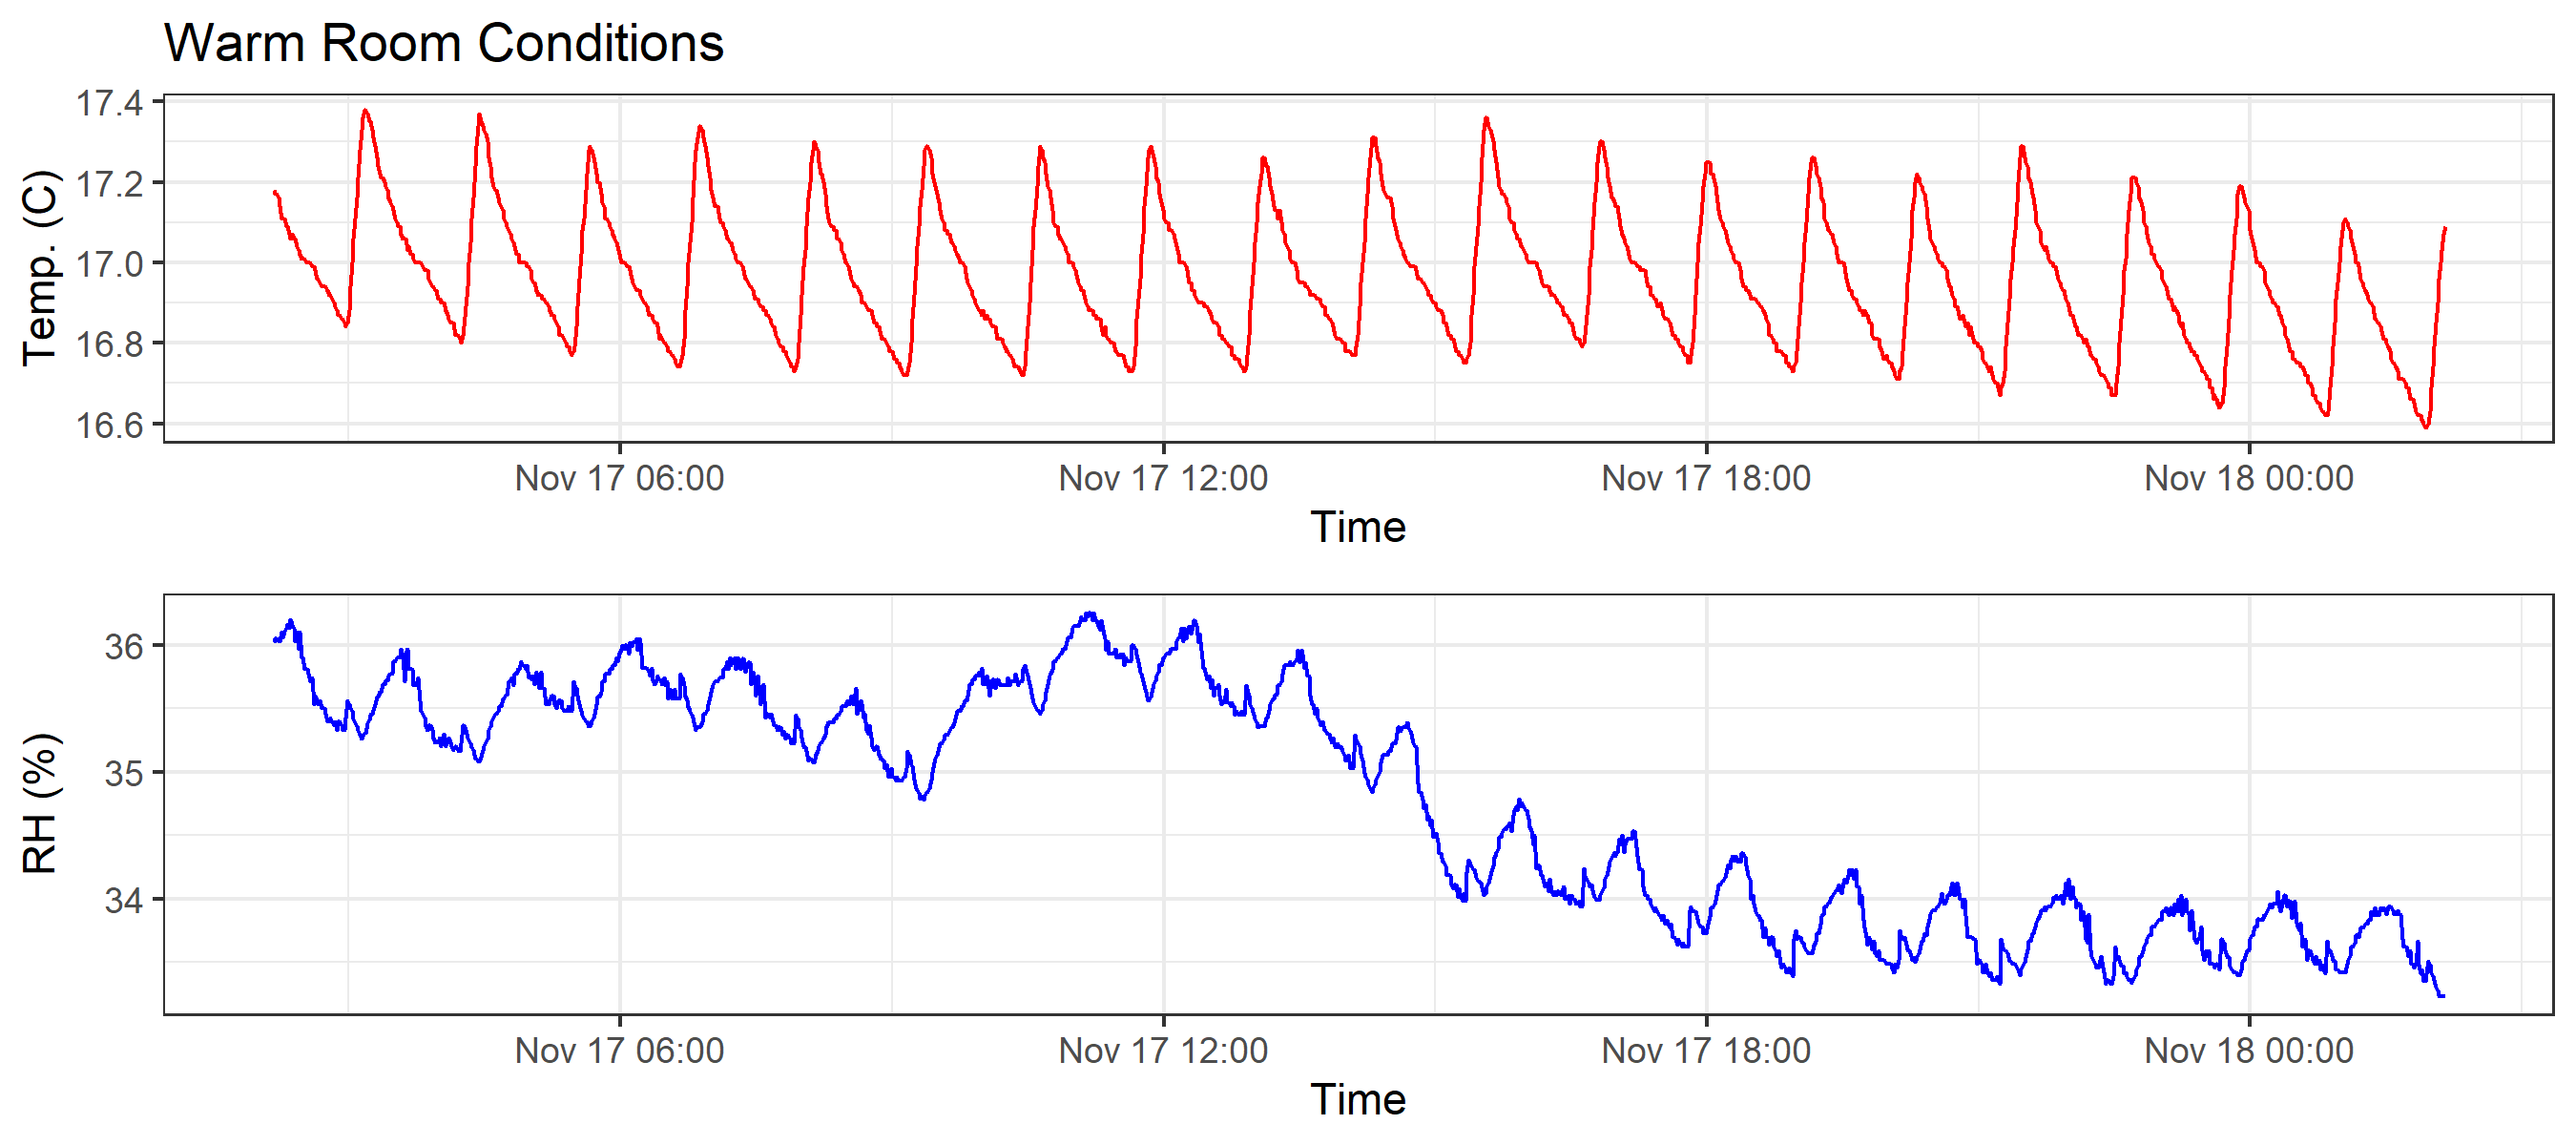 Warm Room Conditions
Temp. (C)
17.4
17.2
17.0
16.8
16.6
Nov 17 06:00 Nov 17 12:00 Nov 17 18:00 Nov 18 00:00
Time
RH (%)
36
35
34
Nov 17 06:00 Nov 17 12:00 Nov 17 18:00 Nov 18 00:00
Time